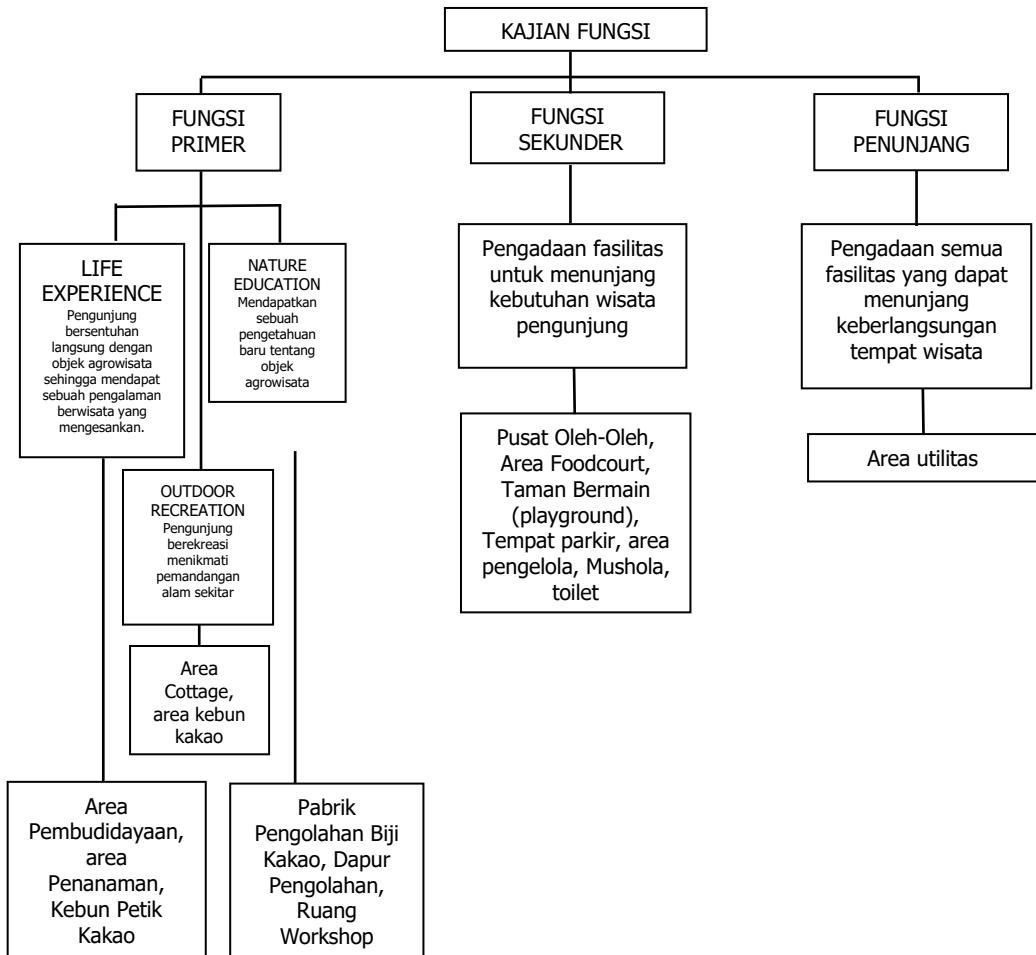 KAJIAN FUNGSI
FUNGSI
PRIMER
FUNGSI
SEKUNDER
FUNGSI
PENUNJANG
LIFE
EXPERIENCE
Pengunjung
bersentuhan
langsung dengan
objek agrowisata
sehingga mendapat
sebuah pengalaman
berwisata yang
mengesankan.
NATURE
EDUCATION
Mendapatkan
sebuah
pengetahuan
baru tentang
objek
agrowisata
Pengadaan fasilitas
untuk menunjang
kebutuhan wisata
pengunjung
Pengadaan semua
fasilitas yang dapat
menunjang
keberlangsungan
tempat wisata
OUTDOOR
RECREATION
Pengunjung
berekreasi
menikmati
pemandangan
alam sekitar
Pusat Oleh-Oleh,
Area Foodcourt,
Taman Bermain
(playground),
Tempat parkir, area
pengelola, Mushola,
toilet
Area utilitas
Area
Cottage,
area kebun
kakao
Area
Pembudidayaan,
area
Penanaman,
Kebun Petik
Kakao
Pabrik
Pengolahan Biji
Kakao, Dapur
Pengolahan,
Ruang
Workshop